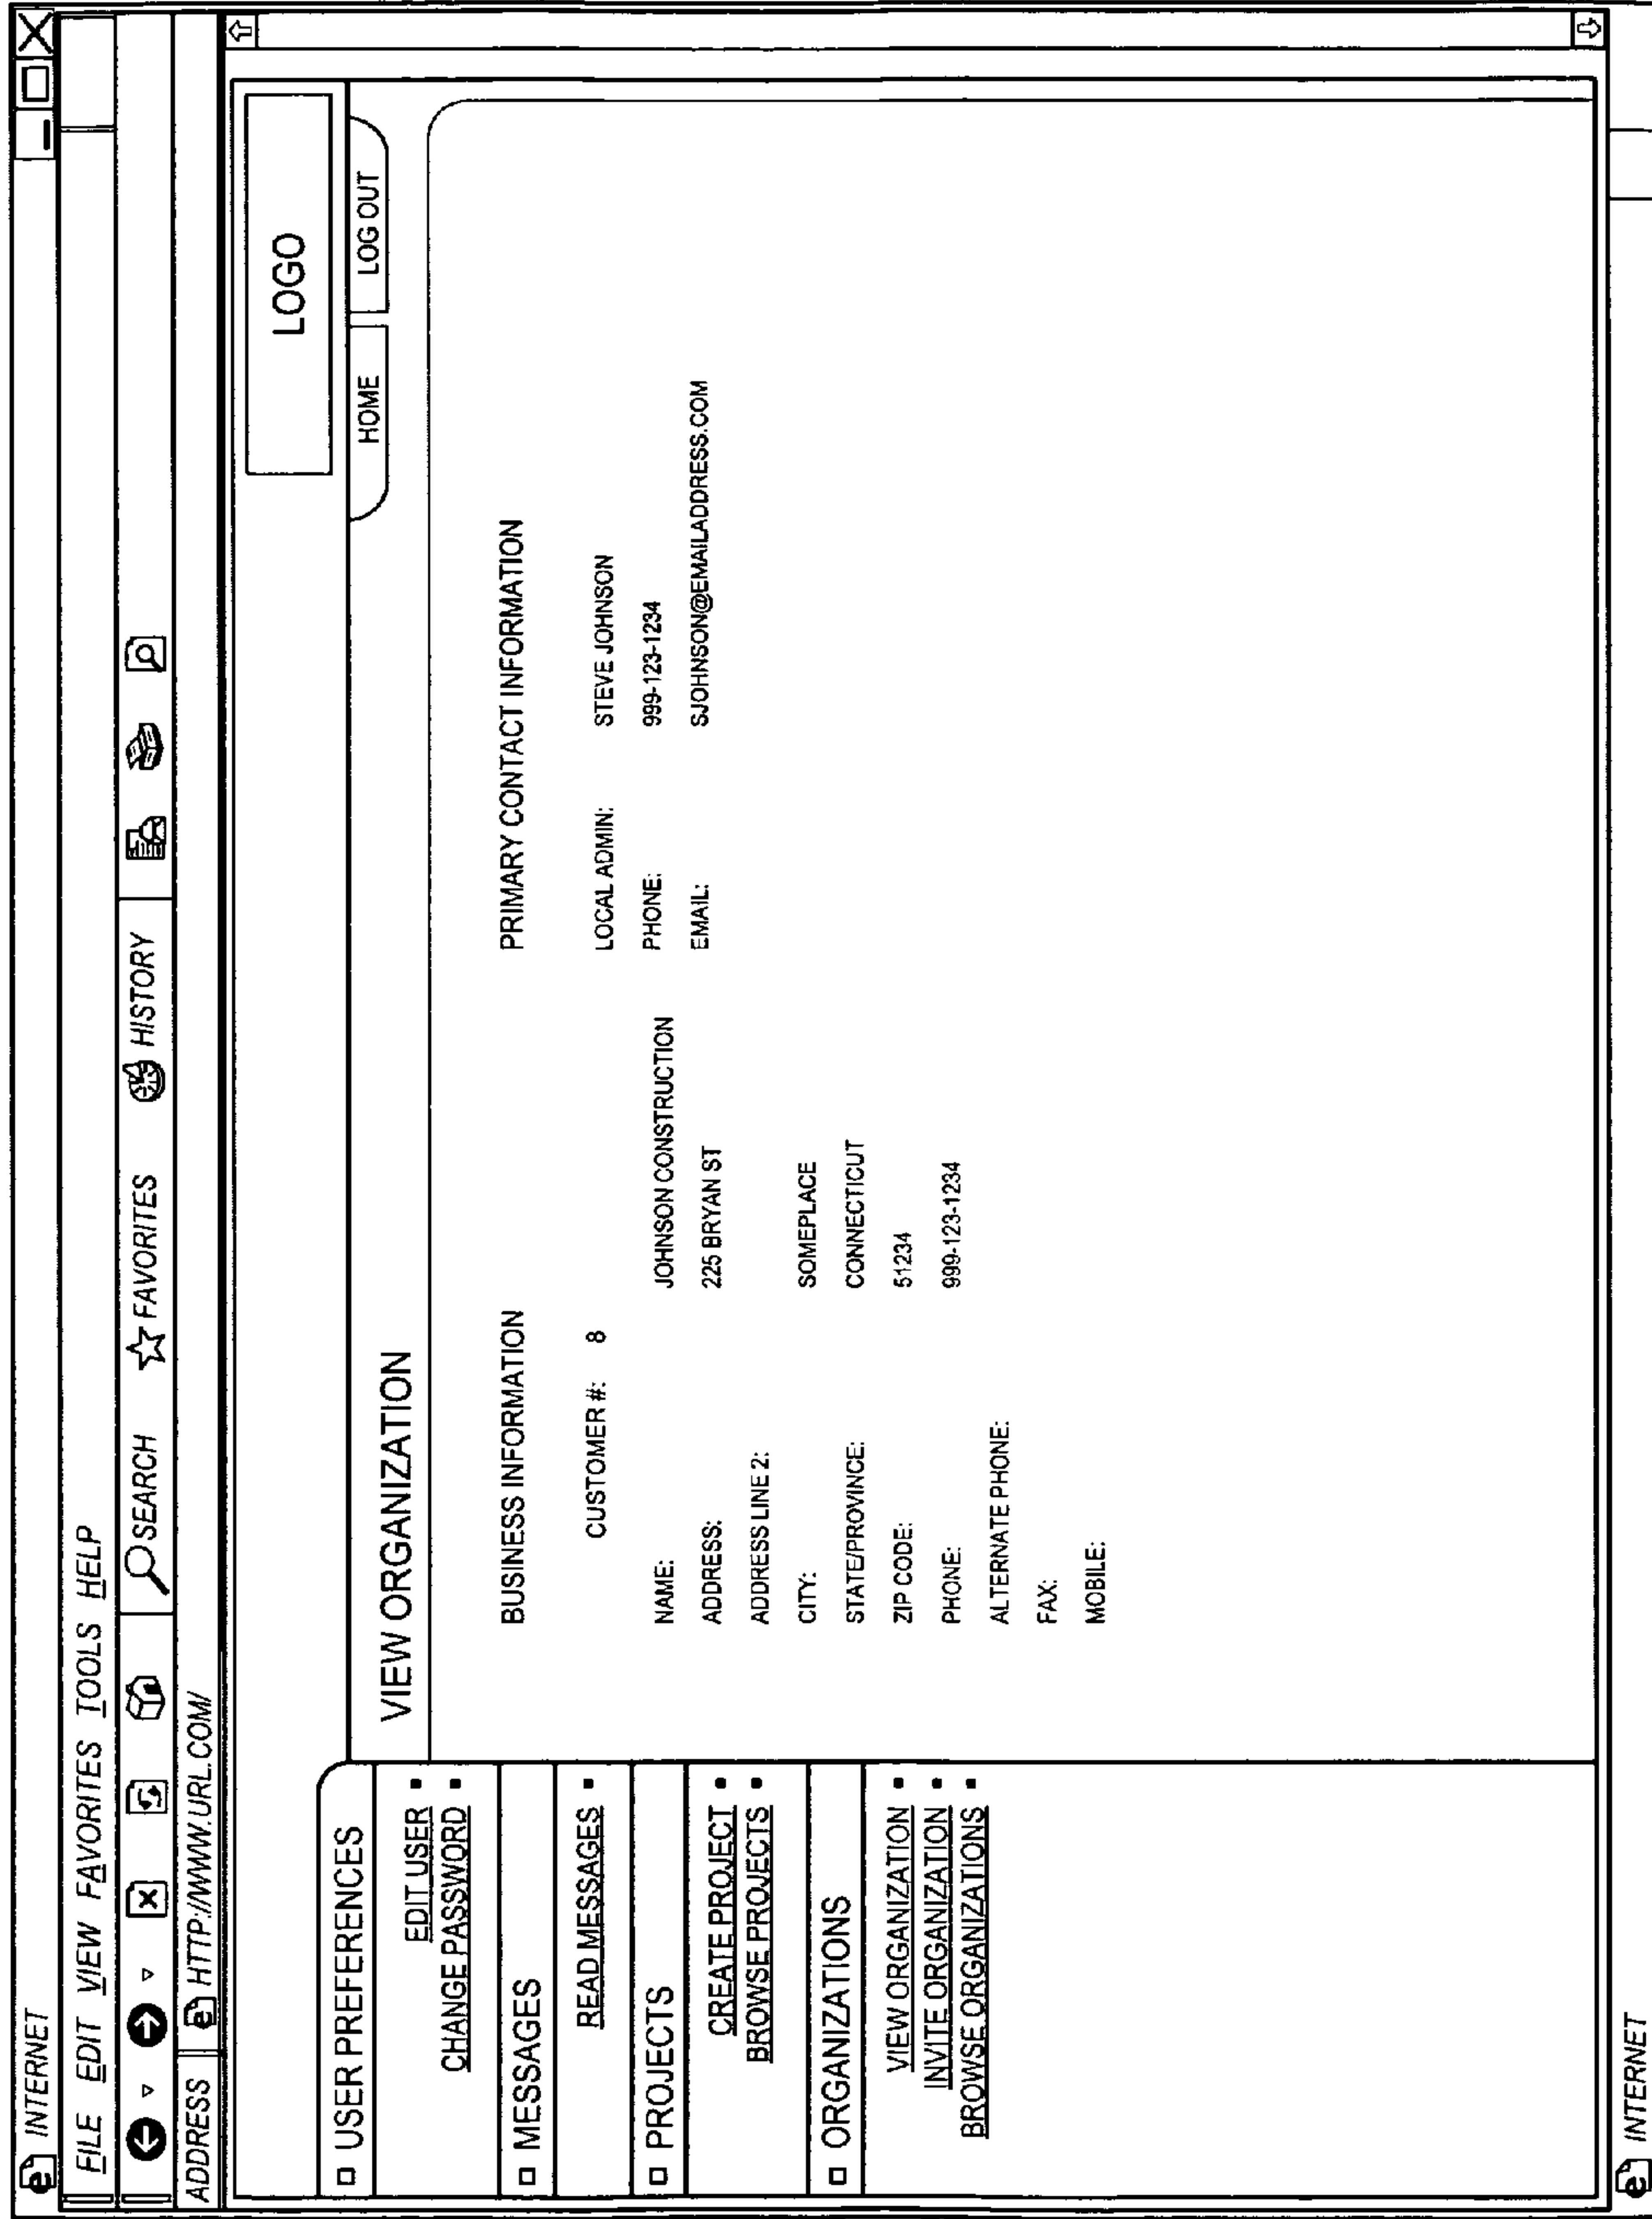 INTERNET
FILE EDIT VIEW FAVORITES TOOLS HELP
SEARCH FAVORITES HISTORY
ADDRESS HTTP://WWW.URL.COM/
LOGO
HOME LOG OUT
USER PREFERENCES
EDIT USER
CHANGE PASSWORD
MESSAGES
READ MESSAGES
PROJECTS
CREATE PROJECT
BROWSE PROJECTS
ORGANIZATIONS
VIEW ORGANIZATION
INVITE ORGANIZATION
BROWSE ORGANIZATIONS
VIEW ORGANIZATION
BUSINESS INFORMATION
CUSTOMER #: 8
NAME: JOHNSON CONSTRUCTION
ADDRESS: 225 BRYAN ST
ADDRESS LINE 2:
CITY: SOMEPLACE
STATE/PROVINCE: CONNECTICUT
ZIP CODE: 51234
PHONE: 999-123-1234
ALTERNATE PHONE:
FAX:
MOBILE:
PRIMARY CONTACT INFORMATION
LOCAL ADMIN: STEVE JOHNSON
PHONE: 999-123-1234
EMAIL: SJOHNSON@EMAILADDRESS.COM
INTERNET